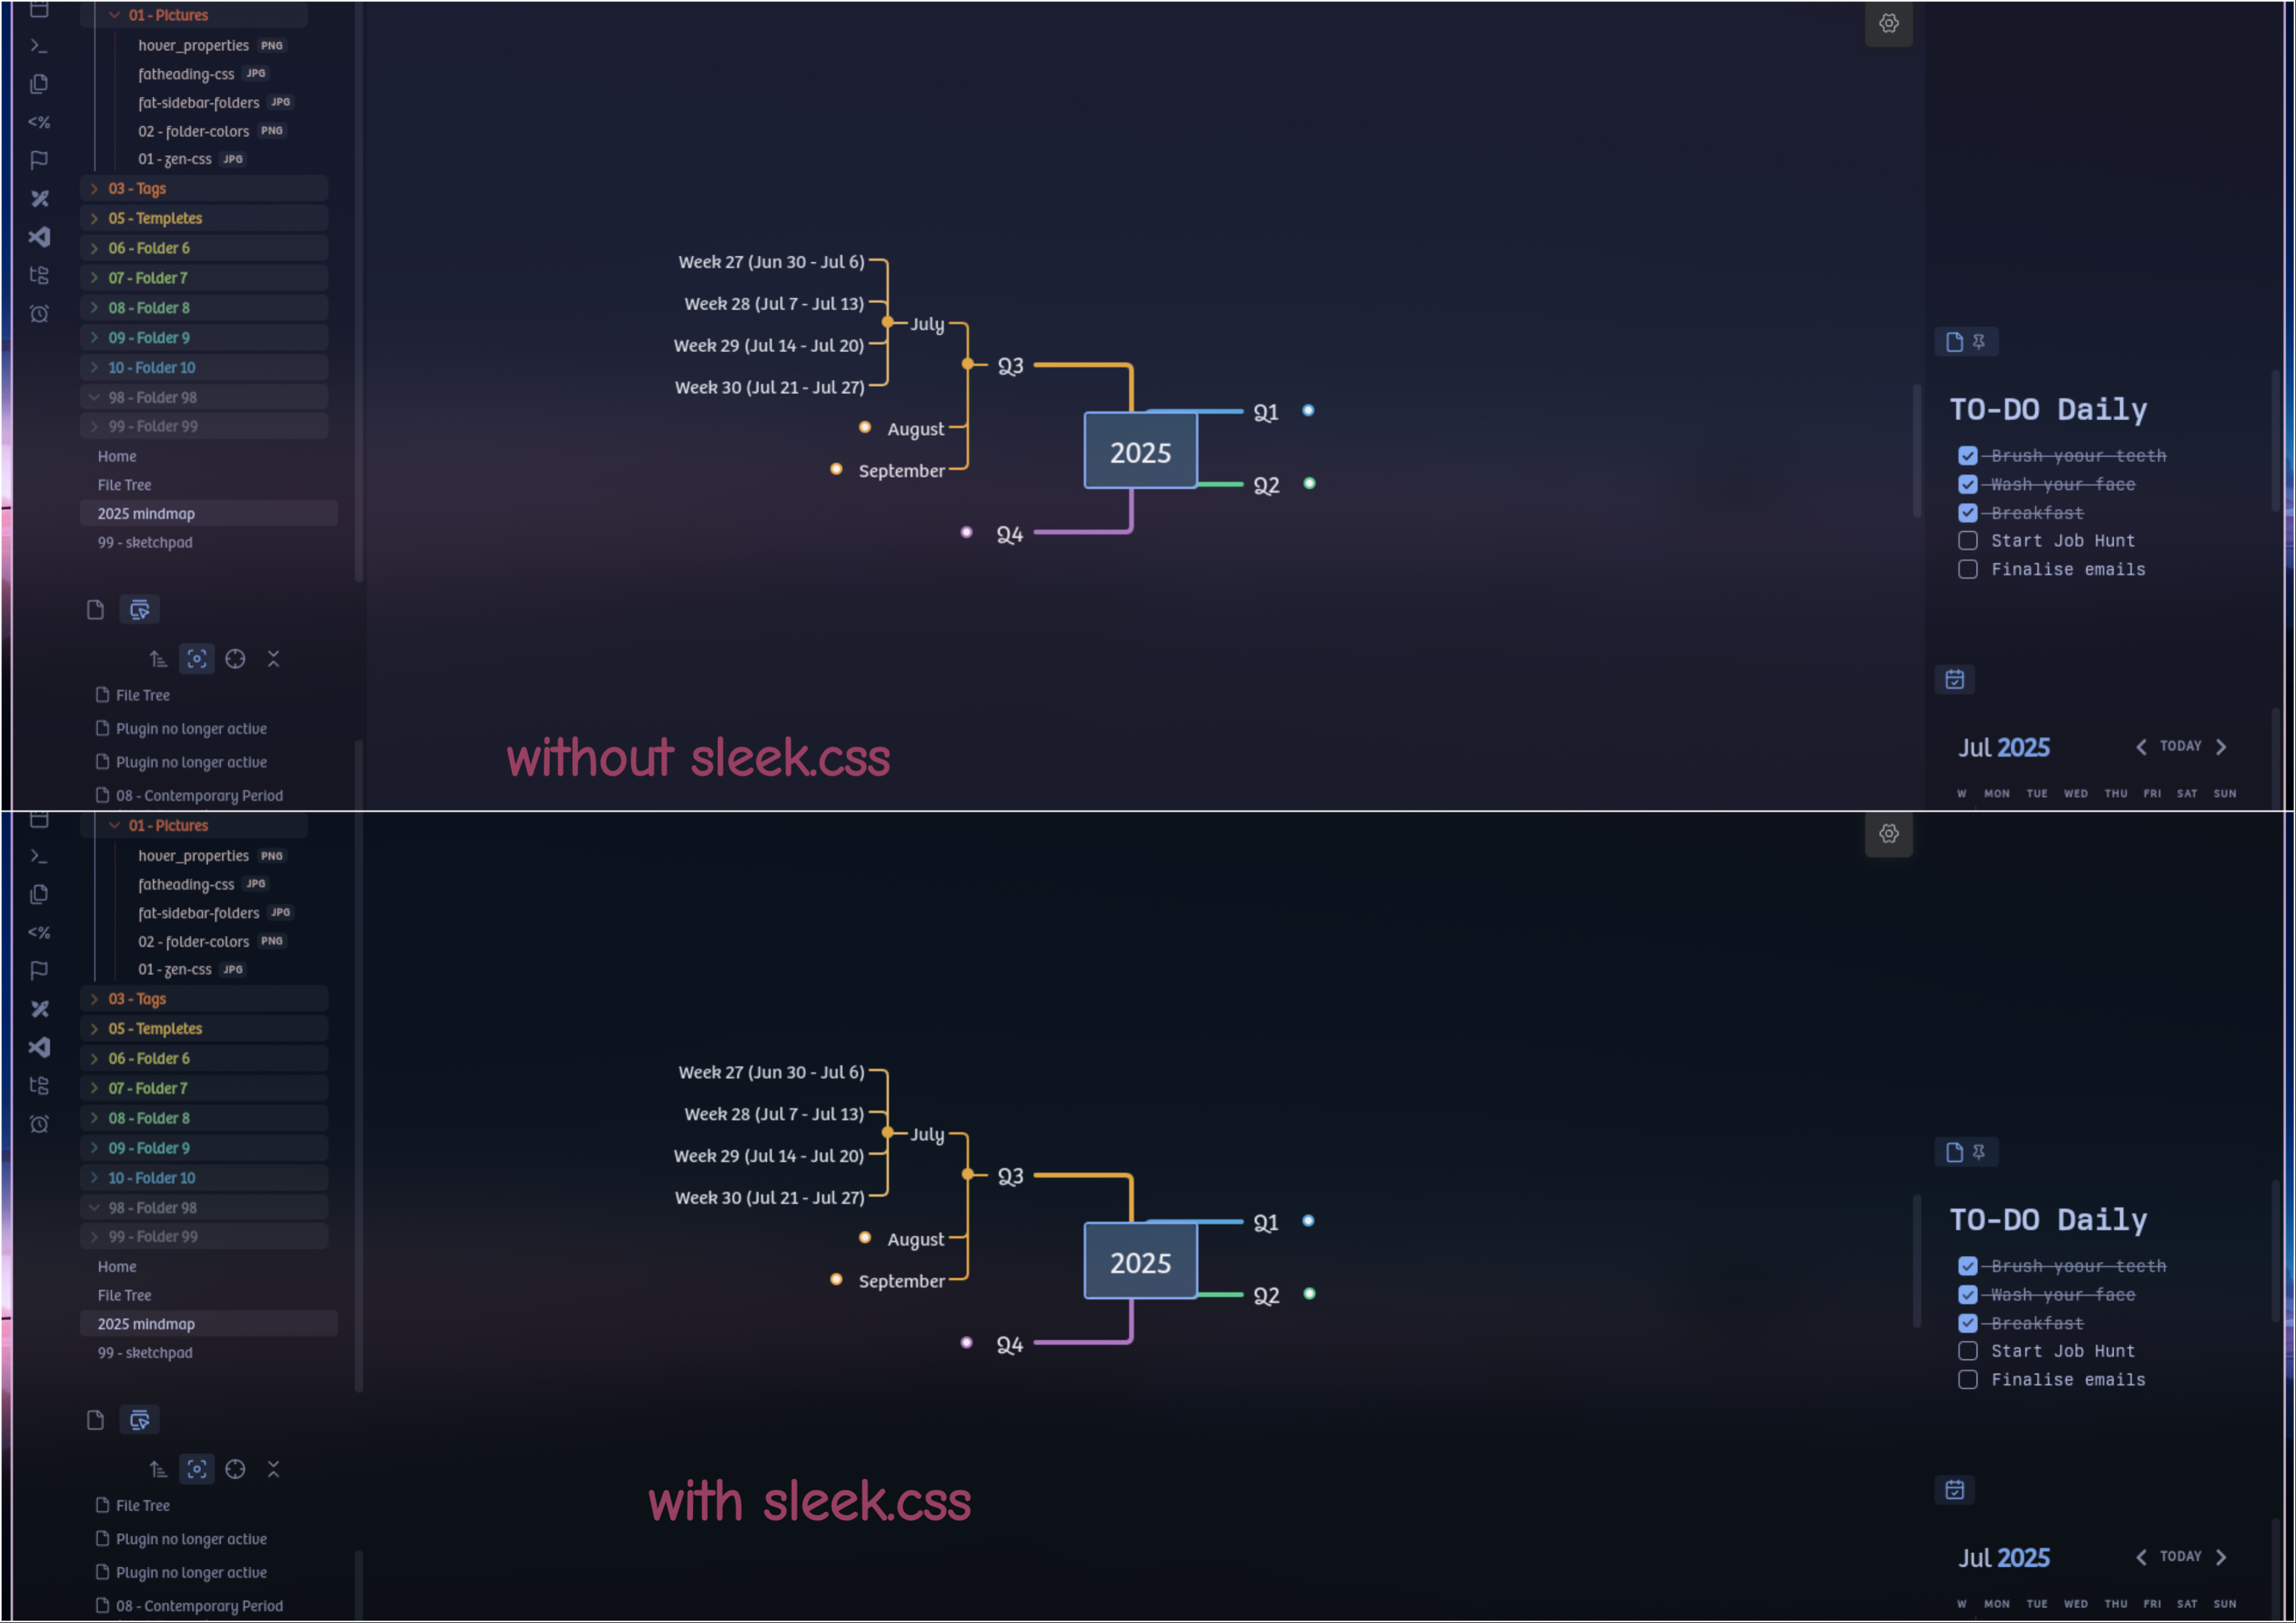 01 - Pictures
hover_properties PNG
fatheading-css JPG
fat-sidebar-folders JPG
02 - folder-colors PNG
01 - zen-css JPG
03 - Tags
05 - Templetes
06 - Folder 6
07 - Folder 7
08 - Folder 8
09 - Folder 9
10 - Folder 10
98 - Folder 98
99 - Folder 99
Home
File Tree
2025 mindmap
99 - sketchpad
File Tree
Plugin no longer active
Plugin no longer active
08 - Contemporary Period
Week 27 (Jun 30 - Jul 6)
Week 28 (Jul 7 - Jul 13)
Week 29 (Jul 14 - Jul 20)
Week 30 (Jul 21 - Jul 27)
July
August
September
Q3
Q4
2025
Q1
Q2
without sleek.css
TO-DO Daily
Brush yoour teeth
Wash your face
Breakfast
Start Job Hunt
Finalise emails
Jul 2025 TODAY
W MON TUE WED THU FRI SAT SUN
01 - Pictures
hover_properties PNG
fatheading-css JPG
fat-sidebar-folders JPG
02 - folder-colors PNG
01 - zen-css JPG
03 - Tags
05 - Templetes
06 - Folder 6
07 - Folder 7
08 - Folder 8
09 - Folder 9
10 - Folder 10
98 - Folder 98
99 - Folder 99
Home
File Tree
2025 mindmap
99 - sketchpad
File Tree
Plugin no longer active
Plugin no longer active
08 - Contemporary Period
Week 27 (Jun 30 - Jul 6)
Week 28 (Jul 7 - Jul 13)
Week 29 (Jul 14 - Jul 20)
Week 30 (Jul 21 - Jul 27)
July
August
September
Q3
Q4
2025
Q1
Q2
with sleek.css
TO-DO Daily
Brush yoour teeth
Wash your face
Breakfast
Start Job Hunt
Finalise emails
Jul 2025 TODAY
W MON TUE WED THU FRI SAT SUN